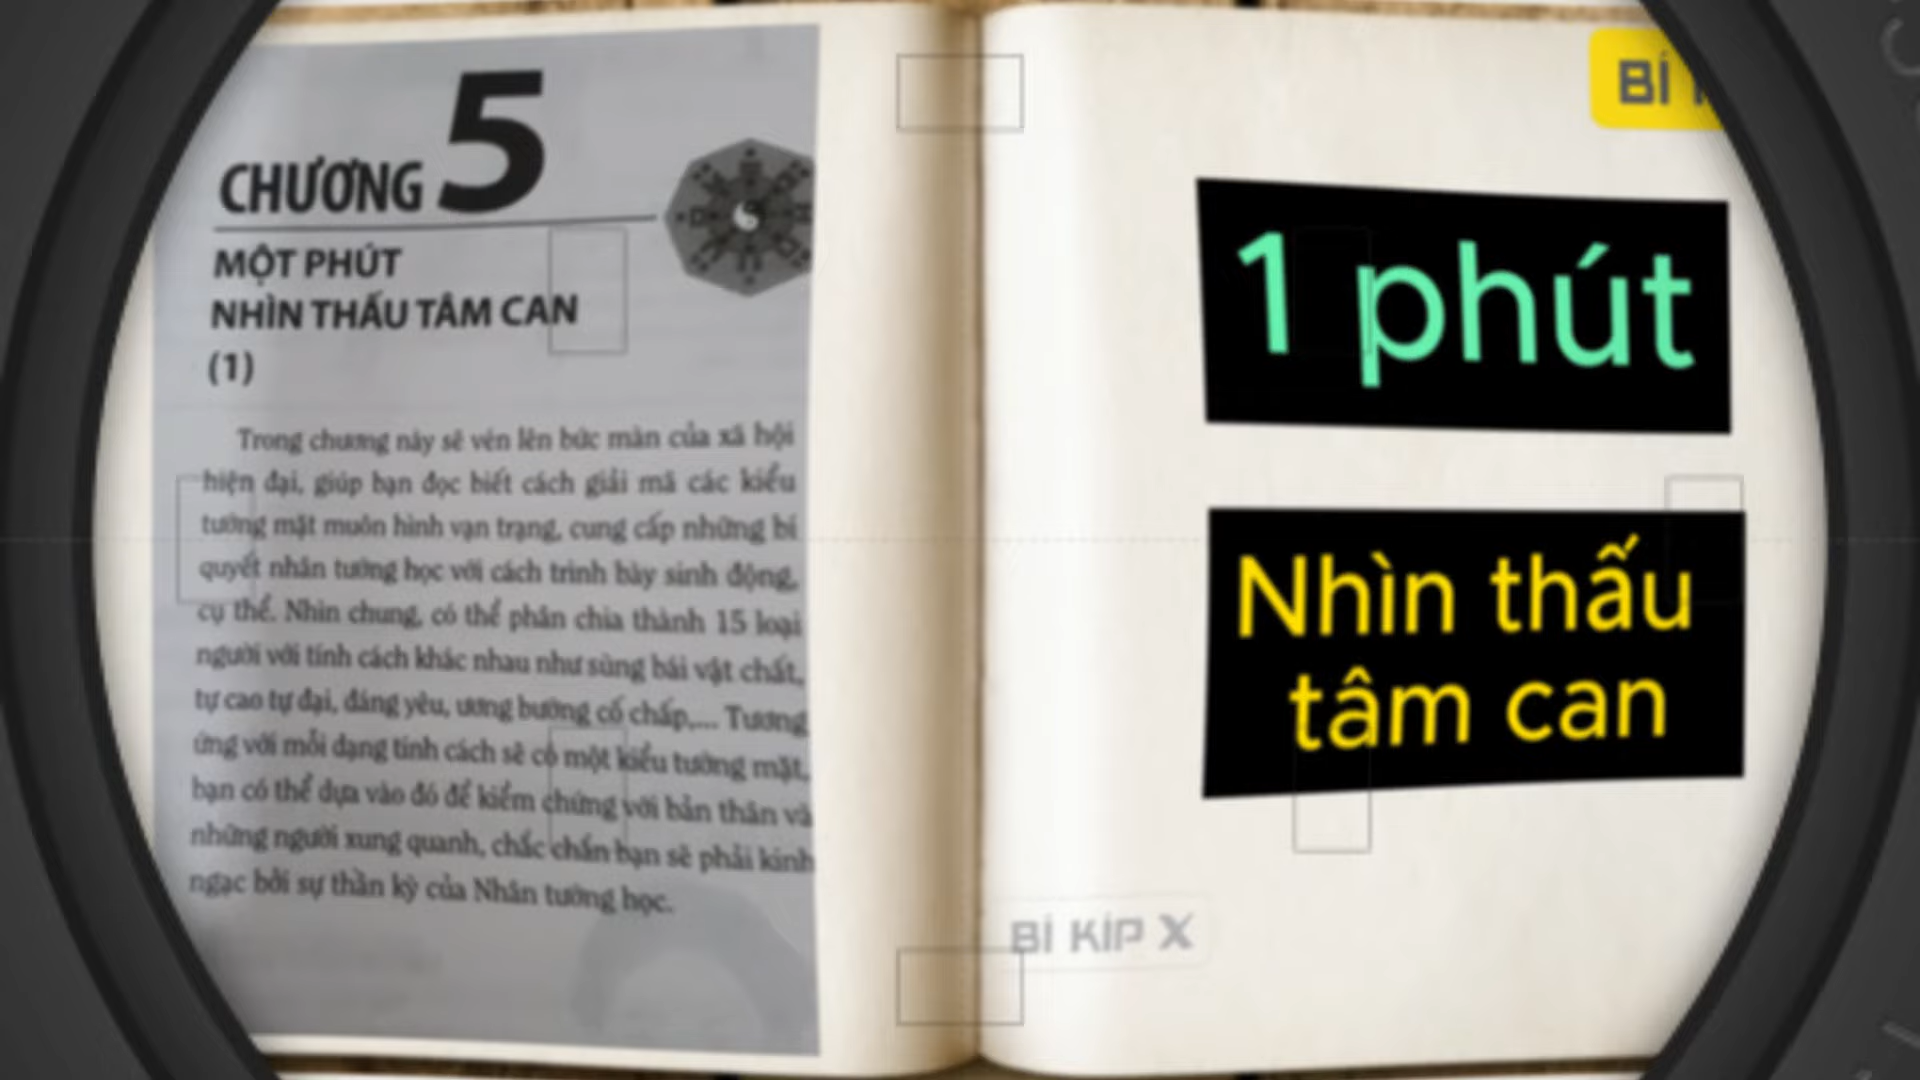 CHƯƠNG 5
MỘT PHÚT
NHÌN THẤU TÂM CAN
(1)
Trong chương này sẽ vén lên bức màn của xã hội
hiện đại, giúp bạn đọc biết cách giải mã các kiểu
tướng mặt muôn hình vạn trạng, cung cấp những bí
quyết nhân tướng học với cách trình bày sinh động,
cụ thể. Nhìn chung, có thể phân chia thành 15 loại
người với tính cách khác nhau như sùng bái vật chất,
tự cao tự đại, đáng yêu, ương bướng cố chấp,... Tương
ứng với mỗi dạng tính cách sẽ có một kiểu tướng mặt,
bạn có thể dựa vào đó để kiểm chứng với bản thân và
những người xung quanh, chắc chắn bạn sẽ phải kinh
ngạc bởi sự thần kỳ của Nhân tướng học.
BÍ
1 phút
Nhìn thấu
tâm can
BÍ KÍP X